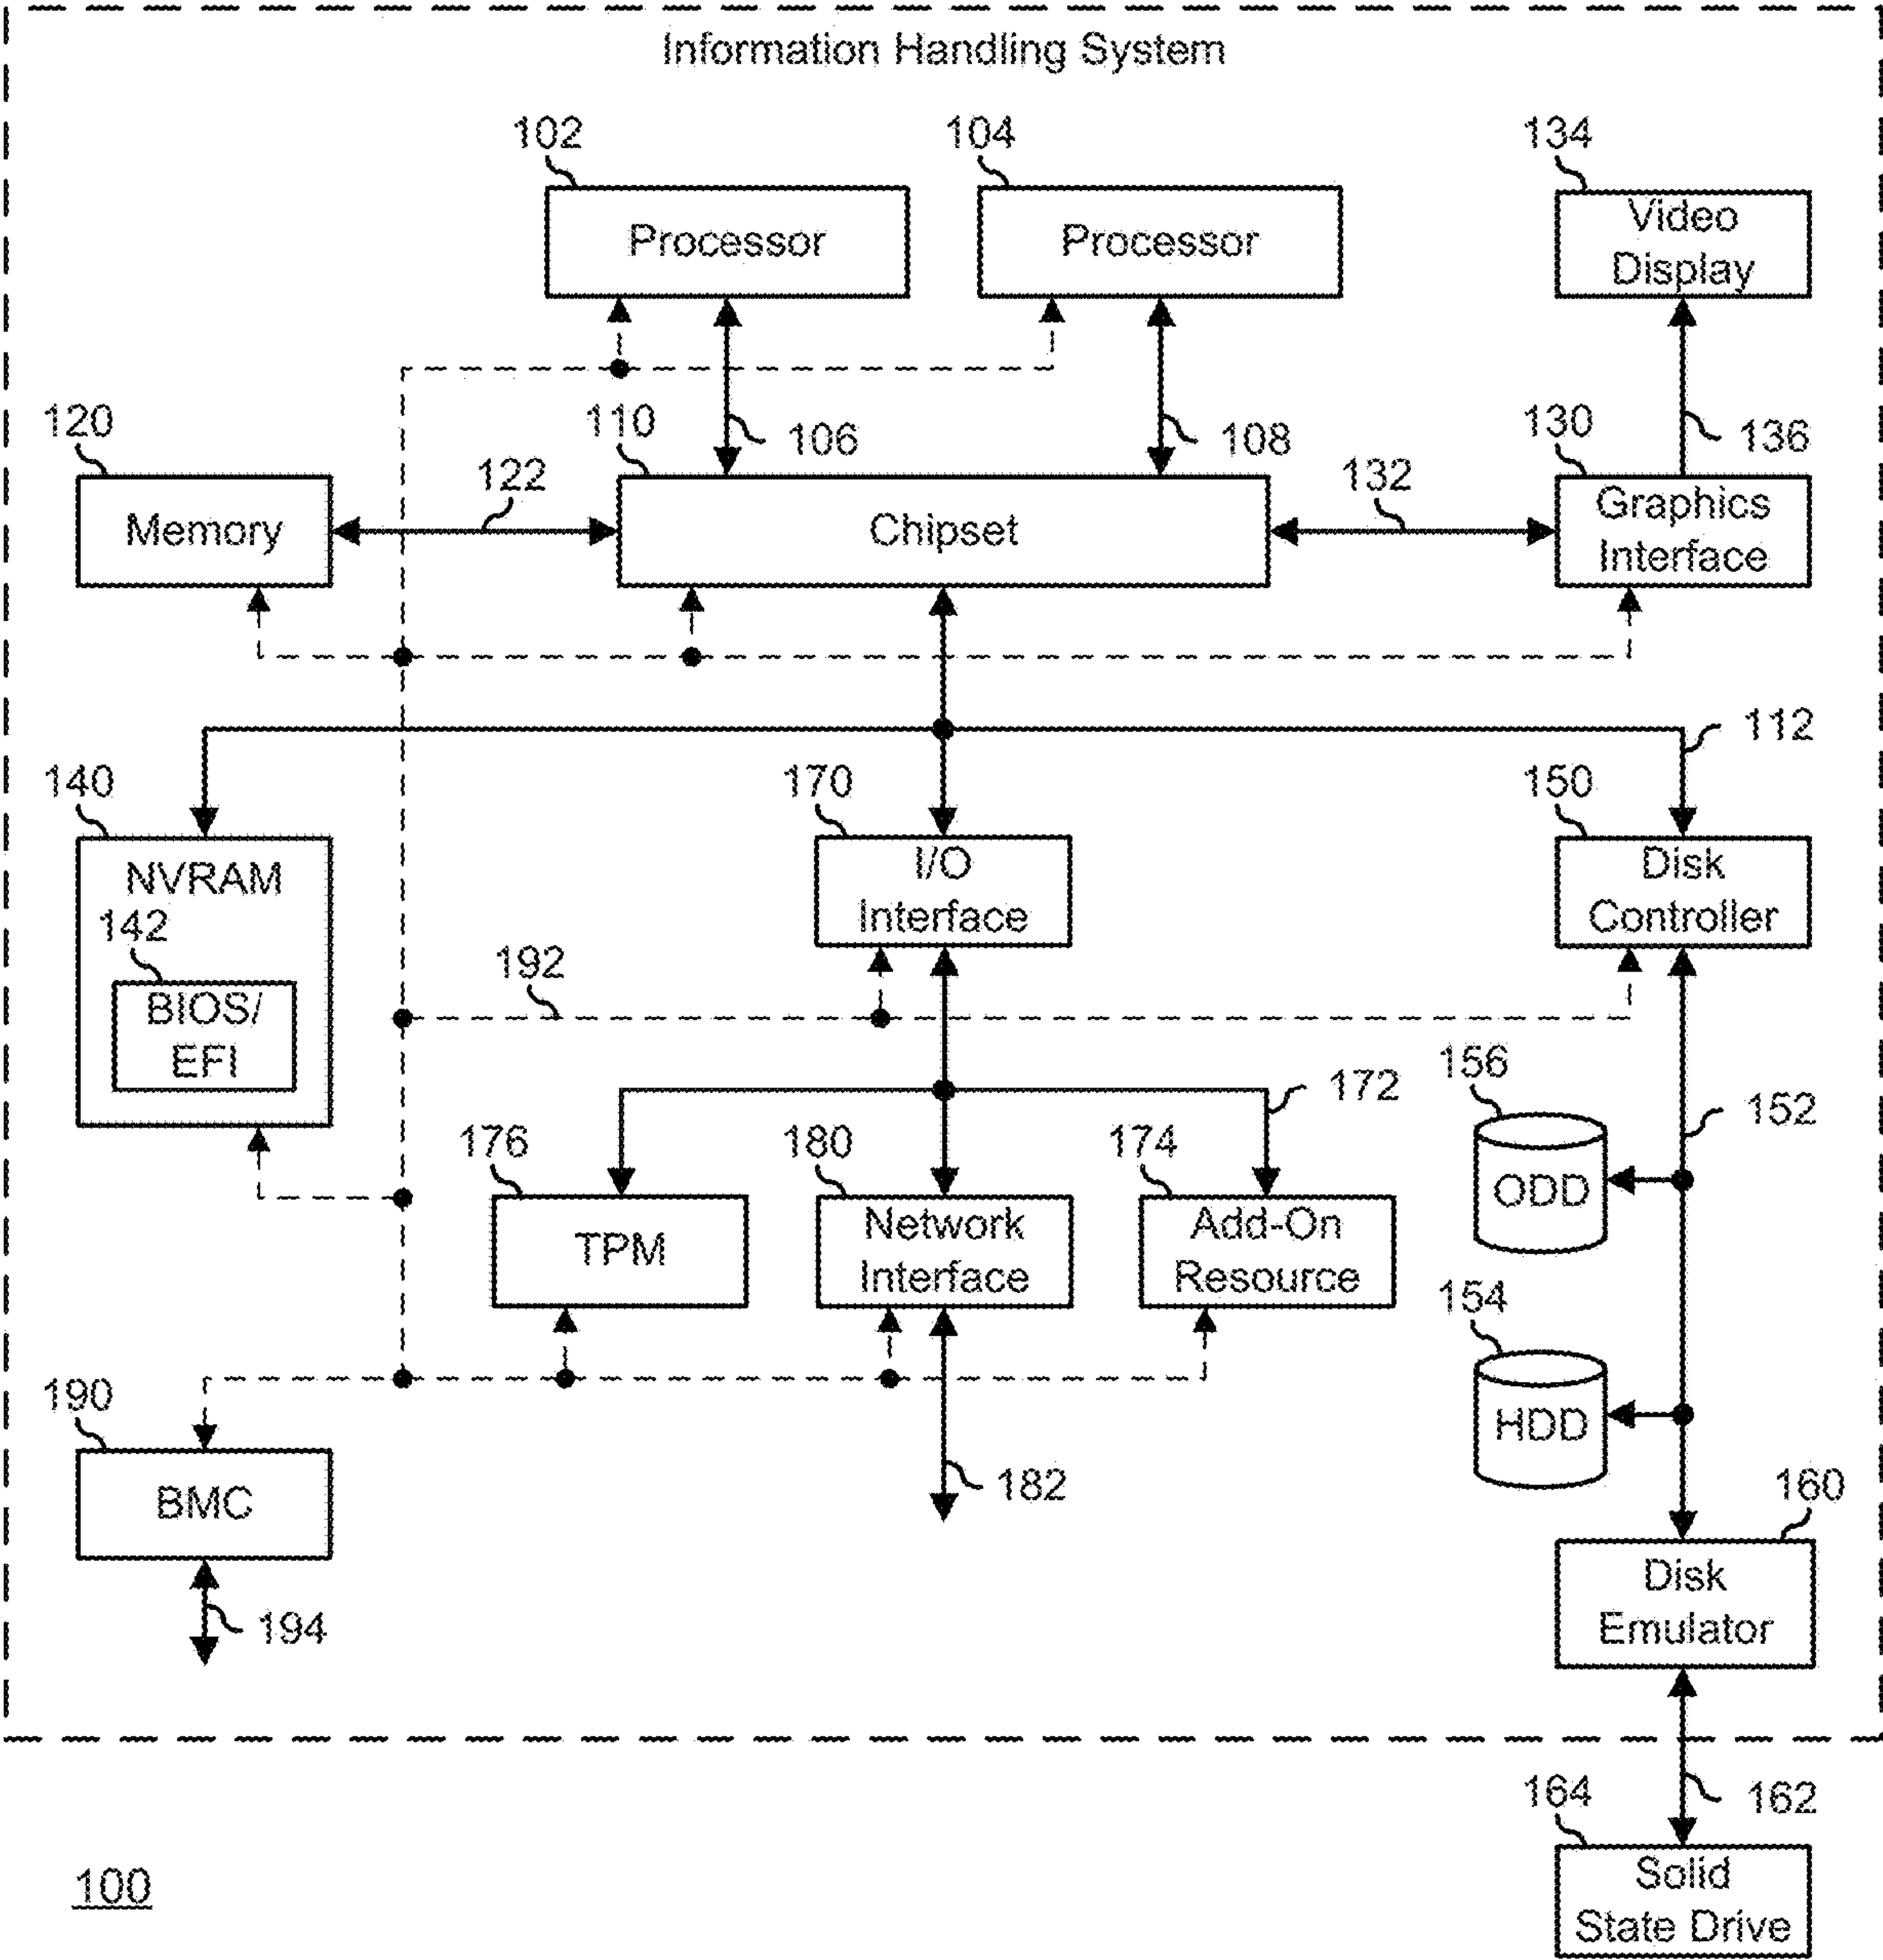 Information Handling System
102
104
134
Processor
Processor
Video
Display
120
110
106
108
130
136
122
132
Memory
Chipset
Graphics
Interface
112
140
170
150
NVRAM
I/O
Interface
Disk
Controller
142
BIOS/
EFI
192
156
172
152
176
180
174
ODD
TPM
Network
Interface
Add-On
Resource
154
HDD
190
182
160
BMC
Disk
Emulator
194
164
162
Solid
State Drive
100